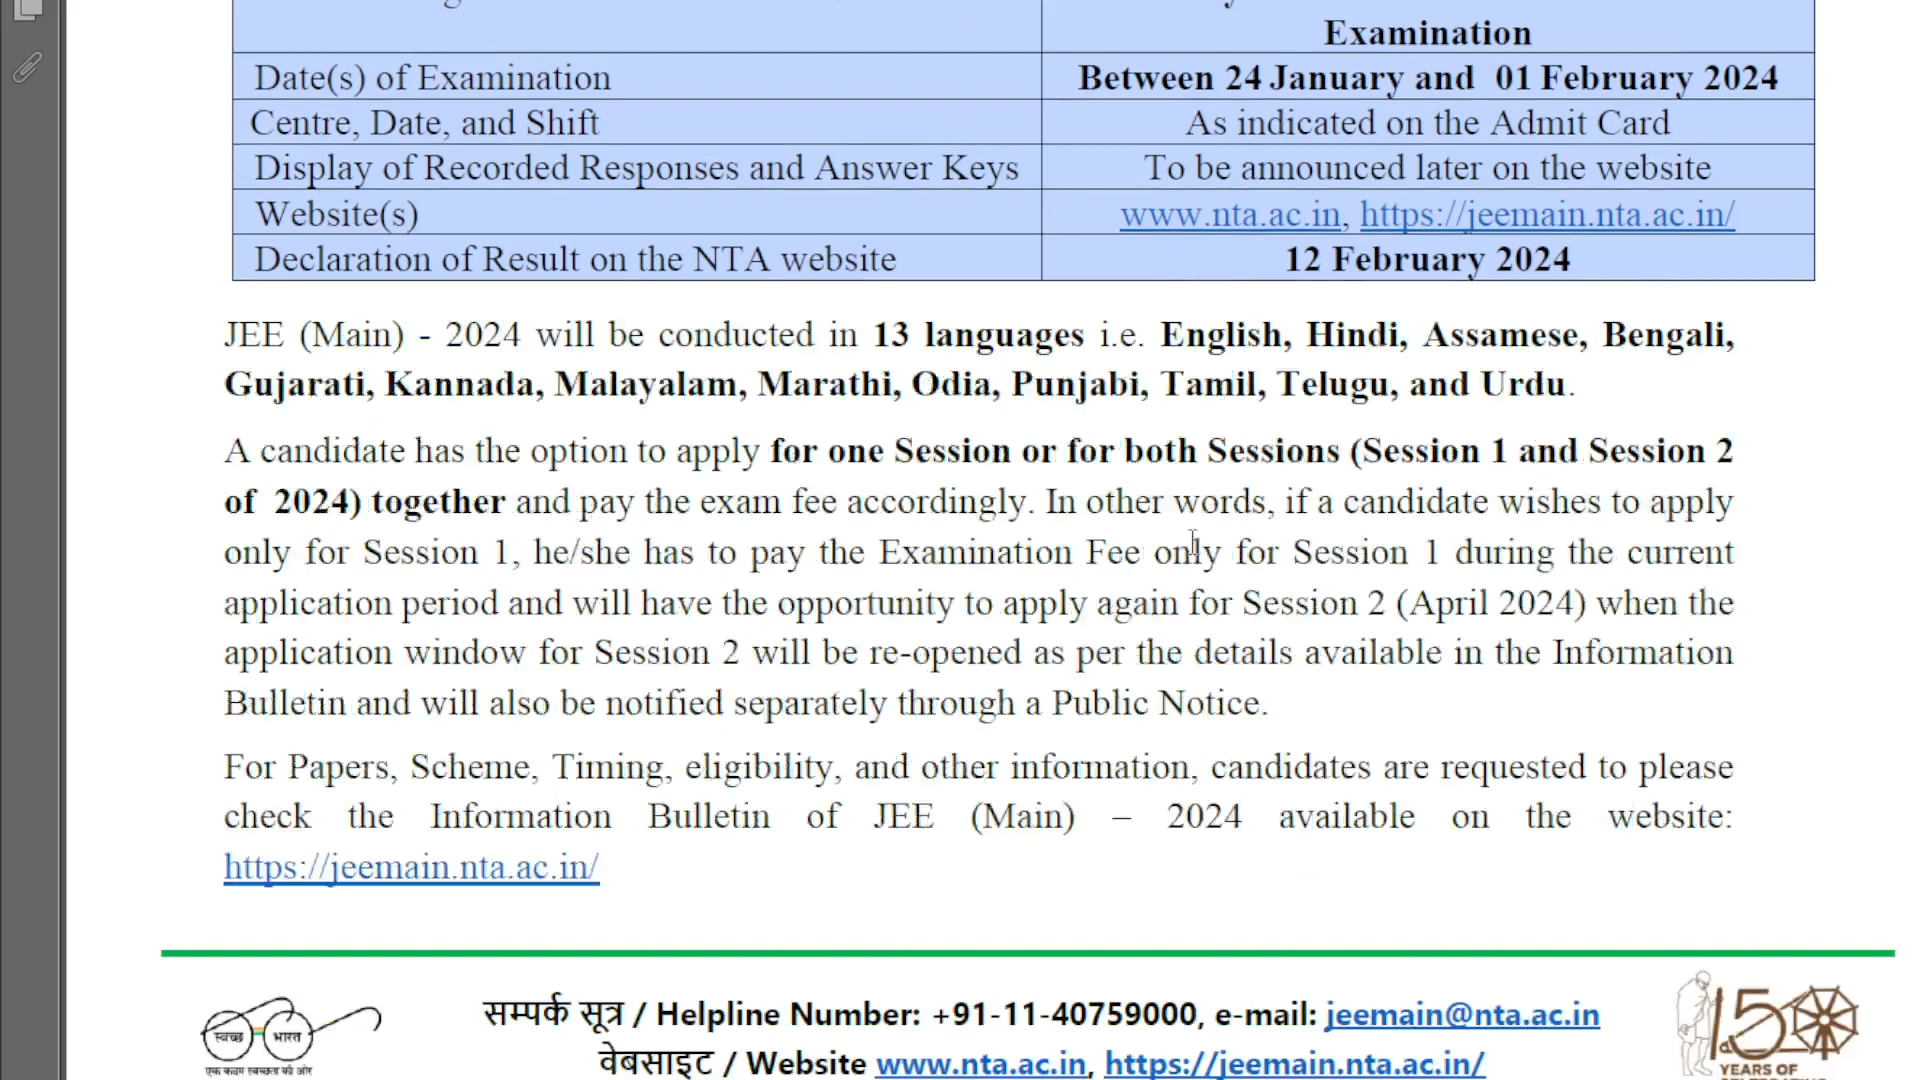 Examination
Date(s) of Examination Between 24 January and 01 February 2024
Centre, Date, and Shift As indicated on the Admit Card
Display of Recorded Responses and Answer Keys To be announced later on the website
Website(s) www.nta.ac.in, https://jeemain.nta.ac.in/
Declaration of Result on the NTA website 12 February 2024
JEE (Main) - 2024 will be conducted in 13 languages i.e. English, Hindi, Assamese, Bengali,
Gujarati, Kannada, Malayalam, Marathi, Odia, Punjabi, Tamil, Telugu, and Urdu.
A candidate has the option to apply for one Session or for both Sessions (Session 1 and Session 2
of 2024) together and pay the exam fee accordingly. In other words, if a candidate wishes to apply
only for Session 1, he/she has to pay the Examination Fee only for Session 1 during the current
application period and will have the opportunity to apply again for Session 2 (April 2024) when the
application window for Session 2 will be re-opened as per the details available in the Information
Bulletin and will also be notified separately through a Public Notice.
For Papers, Scheme, Timing, eligibility, and other information, candidates are requested to please
check the Information Bulletin of JEE (Main) – 2024 available on the website:
https://jeemain.nta.ac.in/
स्वच्छ भारत
एक कदम स्वच्छता की ओर
सम्पर्क सूत्र / Helpline Number: +91-11-40759000, e-mail: jeemain@nta.ac.in
वेबसाइट / Website www.nta.ac.in, https://jeemain.nta.ac.in/
150
YEARS OF